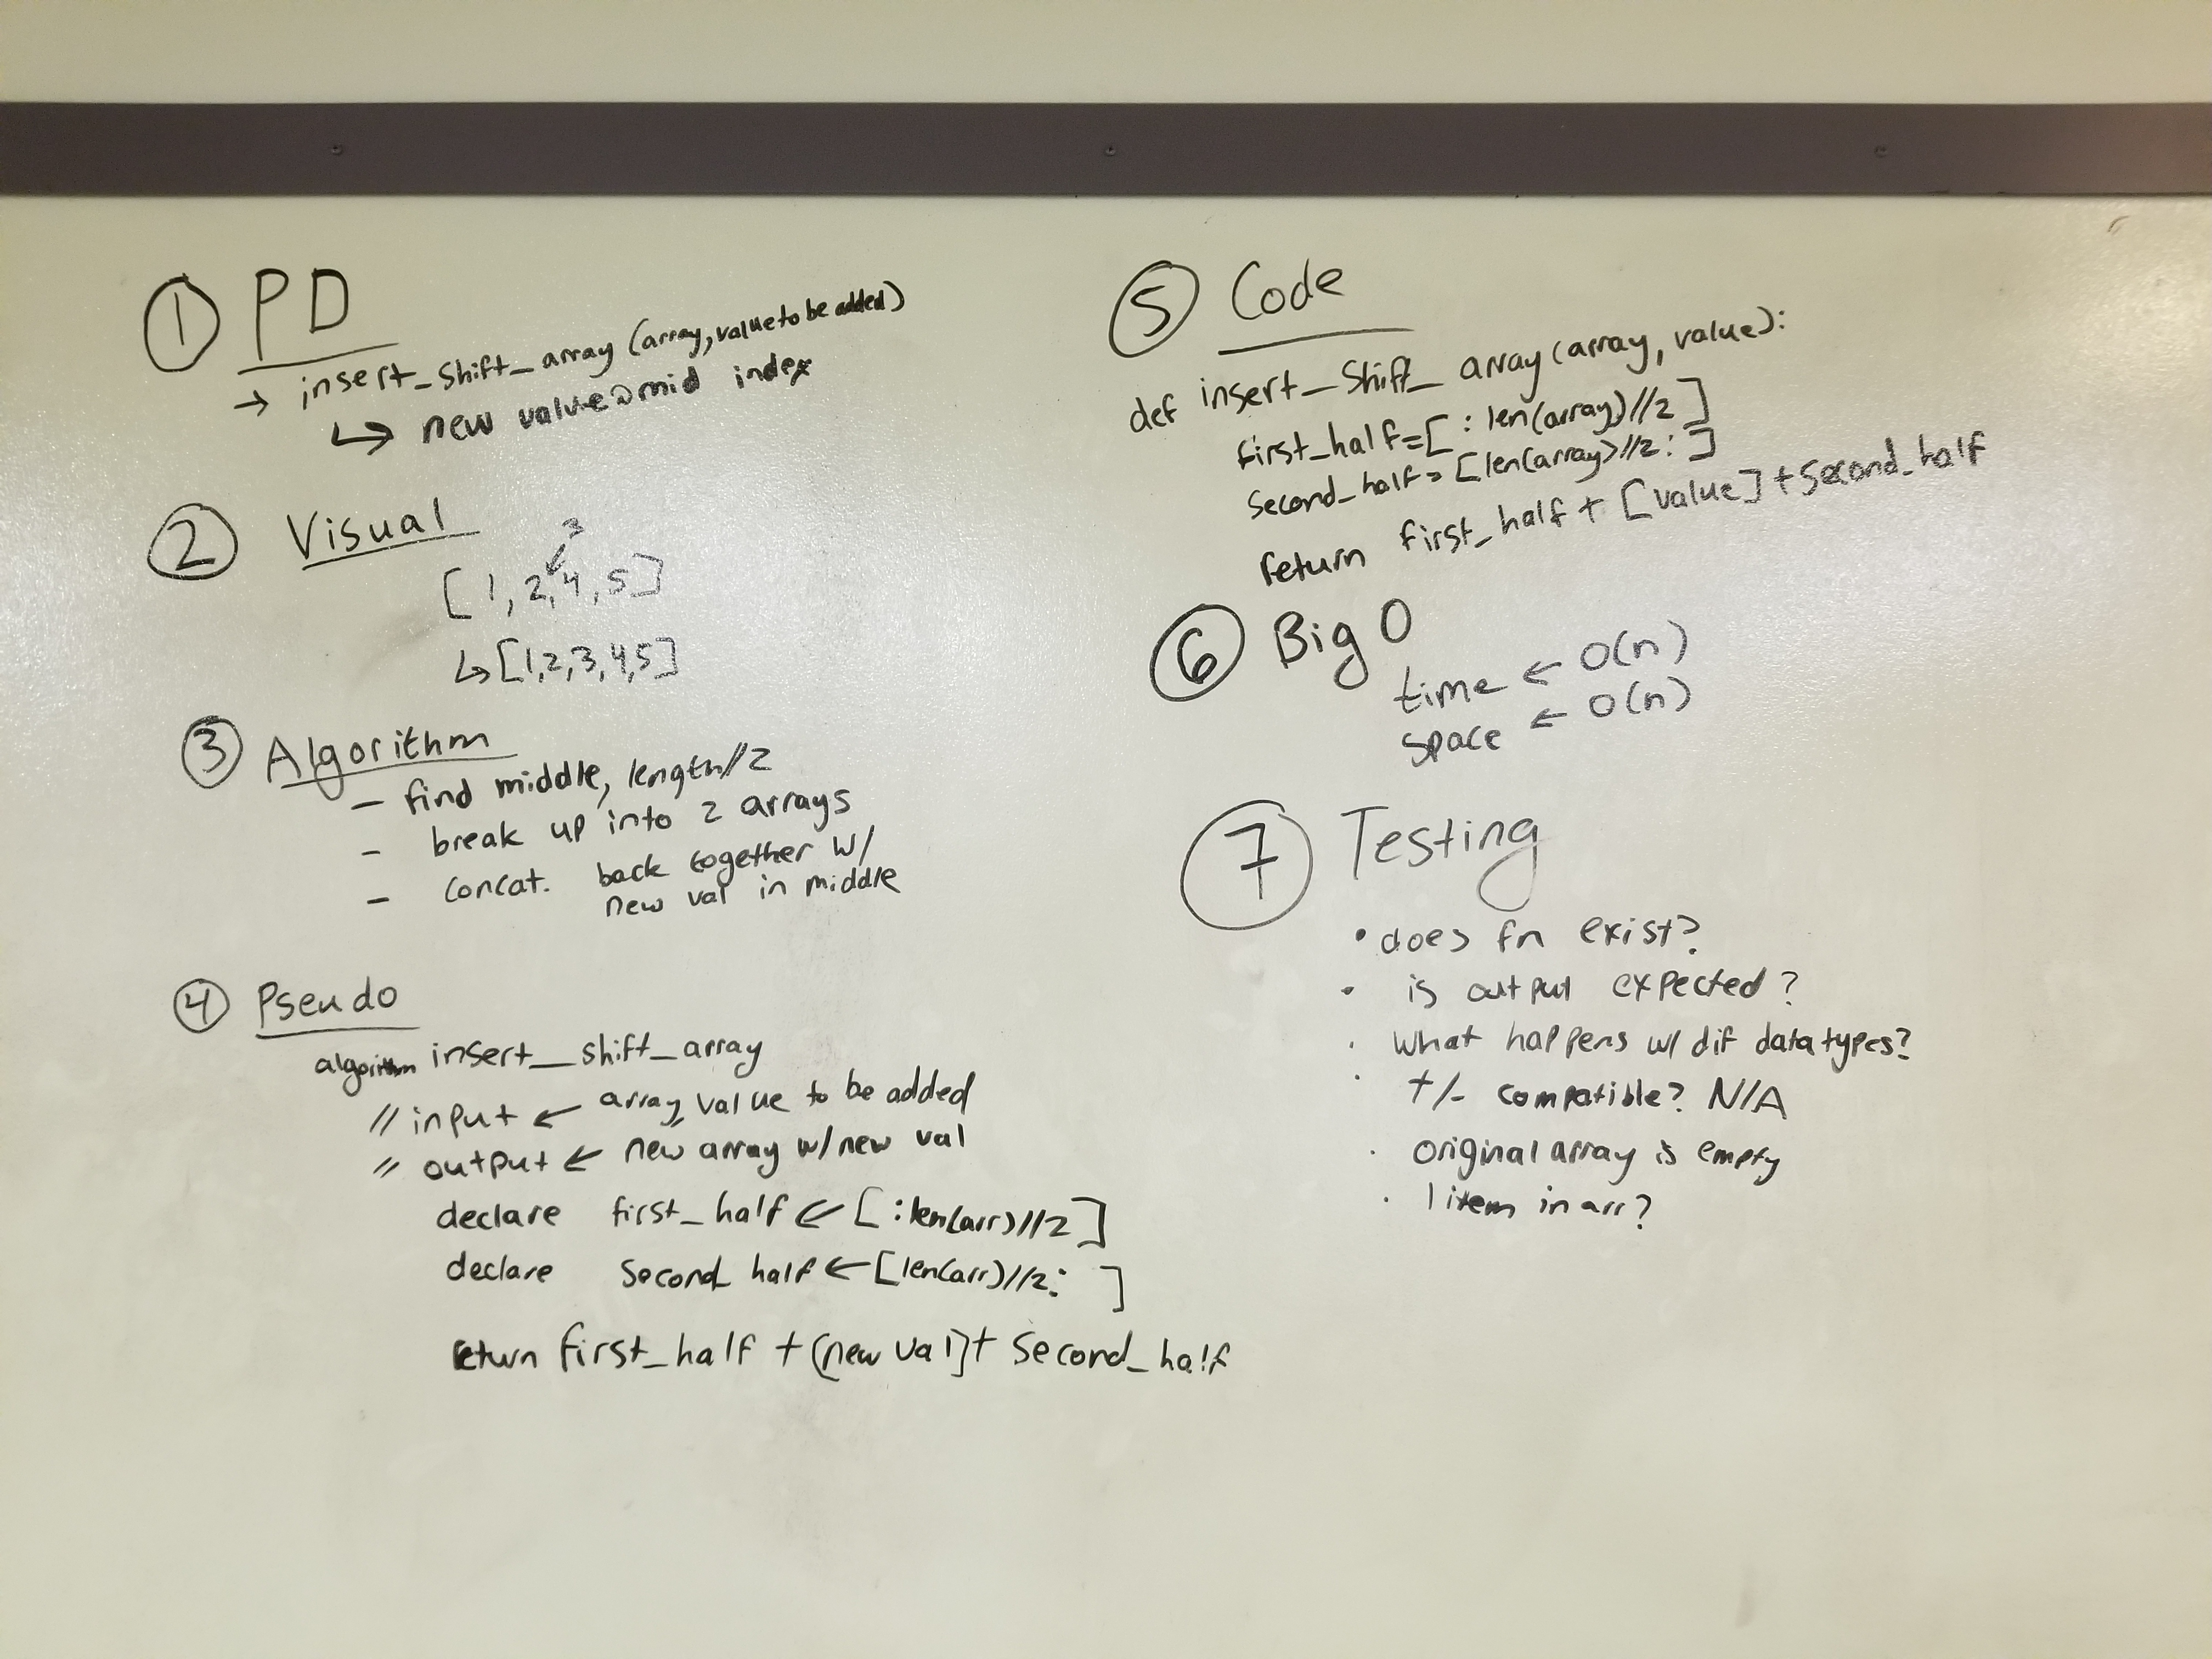 ① PD
→ insert_shift_array (array, value to be added)
↳ new value @ mid index
② Visual
3
[1, 2, 4, 5]
↳ [1,2,3,4,5]
③ Algorithm
- find middle, length//2
- break up into 2 arrays
- concat. back together w/
new val in middle
④ Pseudo
algorithm insert_shift_array
// input ← array, value to be added
// output ← new array w/ new val
declare first_half ← [:len(arr)//2]
declare second_half ← [len(arr)//2: ]
return first_half + [new val] + second_half
⑤ Code
def insert_shift_array(array, value):
first_half = [: len(array)//2]
second_half = [len(array)//2: ]
return first_half + [value] + second_half
⑥ Big O
time ← O(n)
space ← O(n)
⑦ Testing
• does fn exist?
• is output expected?
• what happens w/ dif datatypes?
• +/- compatible? N/A
• original array is empty
• 1 item in arr?